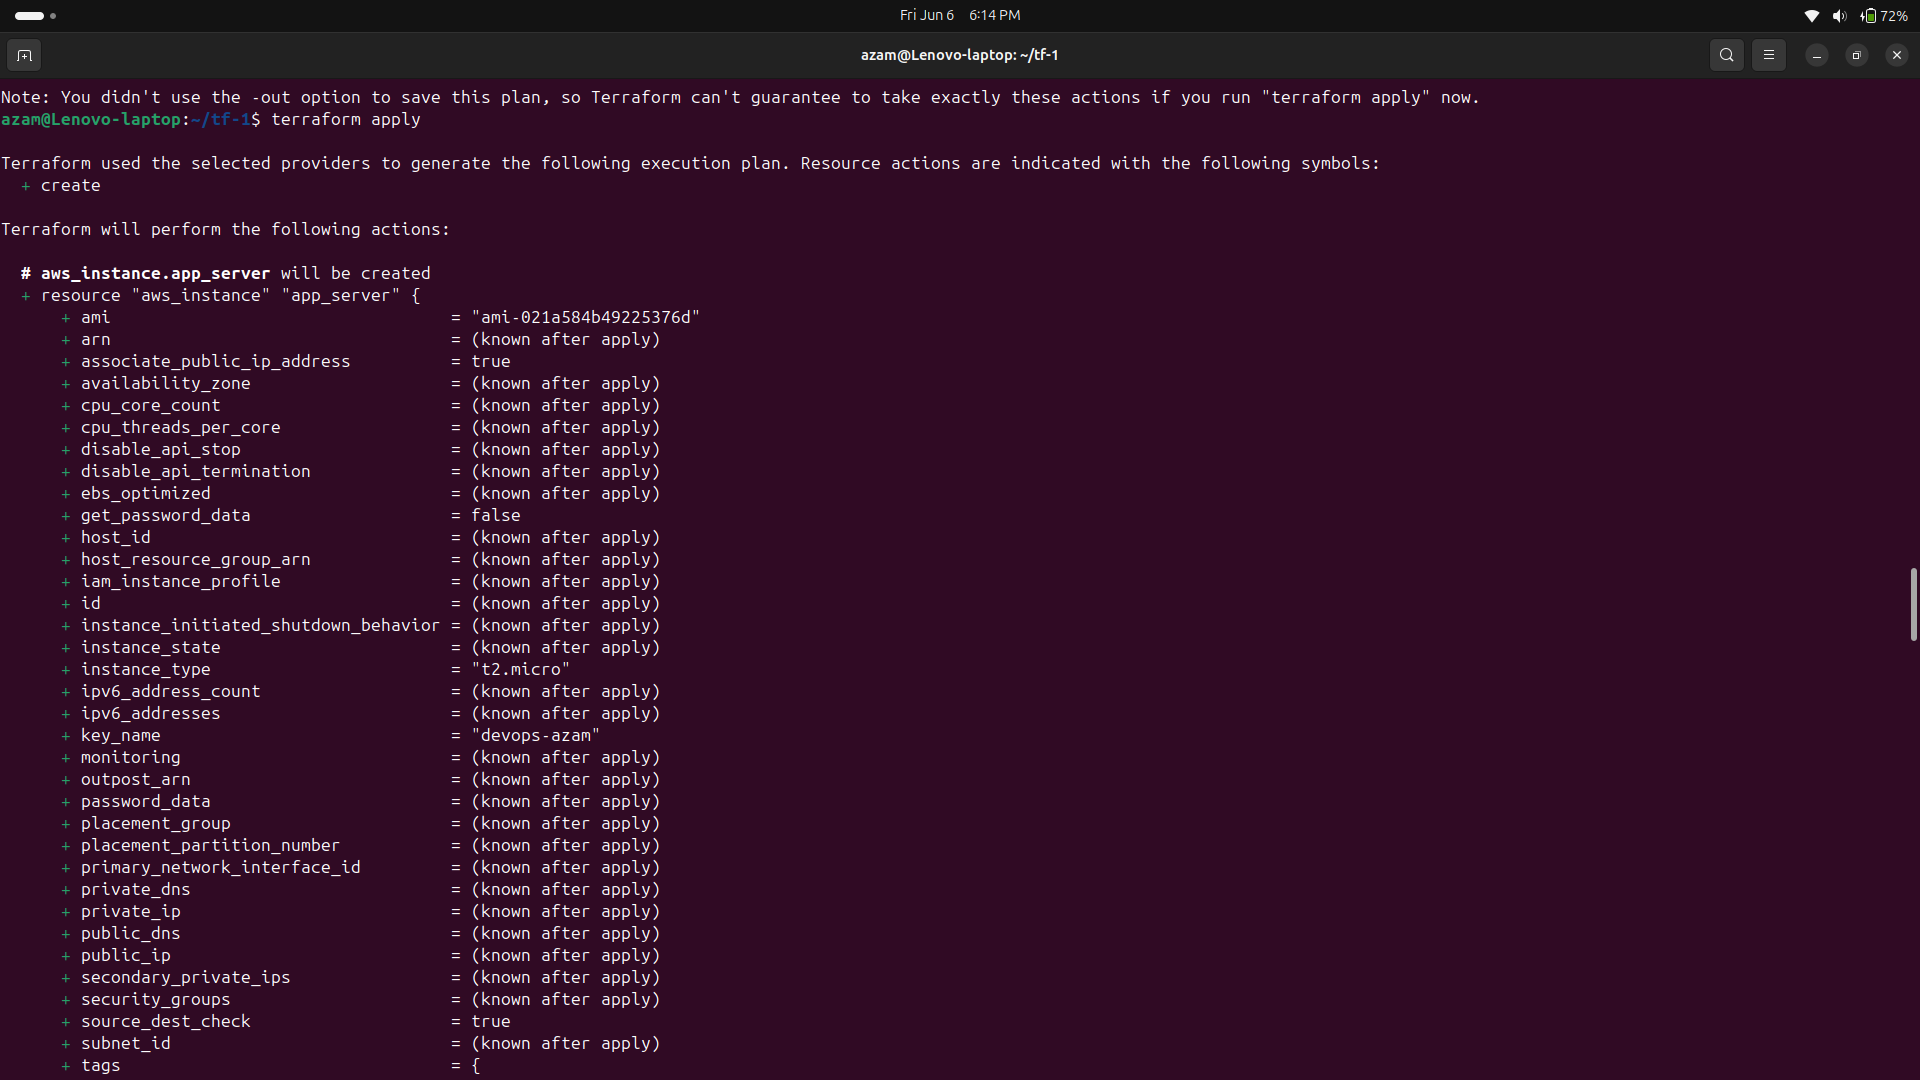 Fri Jun 6 6:14 PM
72%
azam@Lenovo-laptop: ~/tf-1
Note: You didn't use the -out option to save this plan, so Terraform can't guarantee to take exactly these actions if you run "terraform apply" now.
azam@Lenovo-laptop:~/tf-1$ terraform apply
Terraform used the selected providers to generate the following execution plan. Resource actions are indicated with the following symbols:
+ create
Terraform will perform the following actions:
# aws_instance.app_server will be created
+ resource "aws_instance" "app_server" {
+ ami = "ami-021a584b49225376d"
+ arn = (known after apply)
+ associate_public_ip_address = true
+ availability_zone = (known after apply)
+ cpu_core_count = (known after apply)
+ cpu_threads_per_core = (known after apply)
+ disable_api_stop = (known after apply)
+ disable_api_termination = (known after apply)
+ ebs_optimized = (known after apply)
+ get_password_data = false
+ host_id = (known after apply)
+ host_resource_group_arn = (known after apply)
+ iam_instance_profile = (known after apply)
+ id = (known after apply)
+ instance_initiated_shutdown_behavior = (known after apply)
+ instance_state = (known after apply)
+ instance_type = "t2.micro"
+ ipv6_address_count = (known after apply)
+ ipv6_addresses = (known after apply)
+ key_name = "devops-azam"
+ monitoring = (known after apply)
+ outpost_arn = (known after apply)
+ password_data = (known after apply)
+ placement_group = (known after apply)
+ placement_partition_number = (known after apply)
+ primary_network_interface_id = (known after apply)
+ private_dns = (known after apply)
+ private_ip = (known after apply)
+ public_dns = (known after apply)
+ public_ip = (known after apply)
+ secondary_private_ips = (known after apply)
+ security_groups = (known after apply)
+ source_dest_check = true
+ subnet_id = (known after apply)
+ tags = {